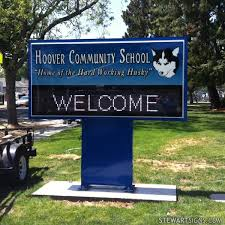 HOOVER COMMUNITY SCHOOL
"Home of the Hard Working Husky"
WELCOME
STEWARTSIGNS.COM